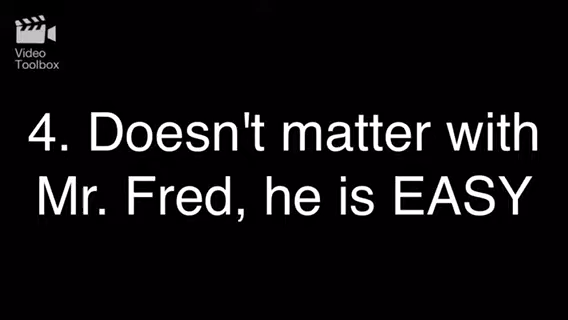 Video
Toolbox
4. Doesn't matter with
Mr. Fred, he is EASY